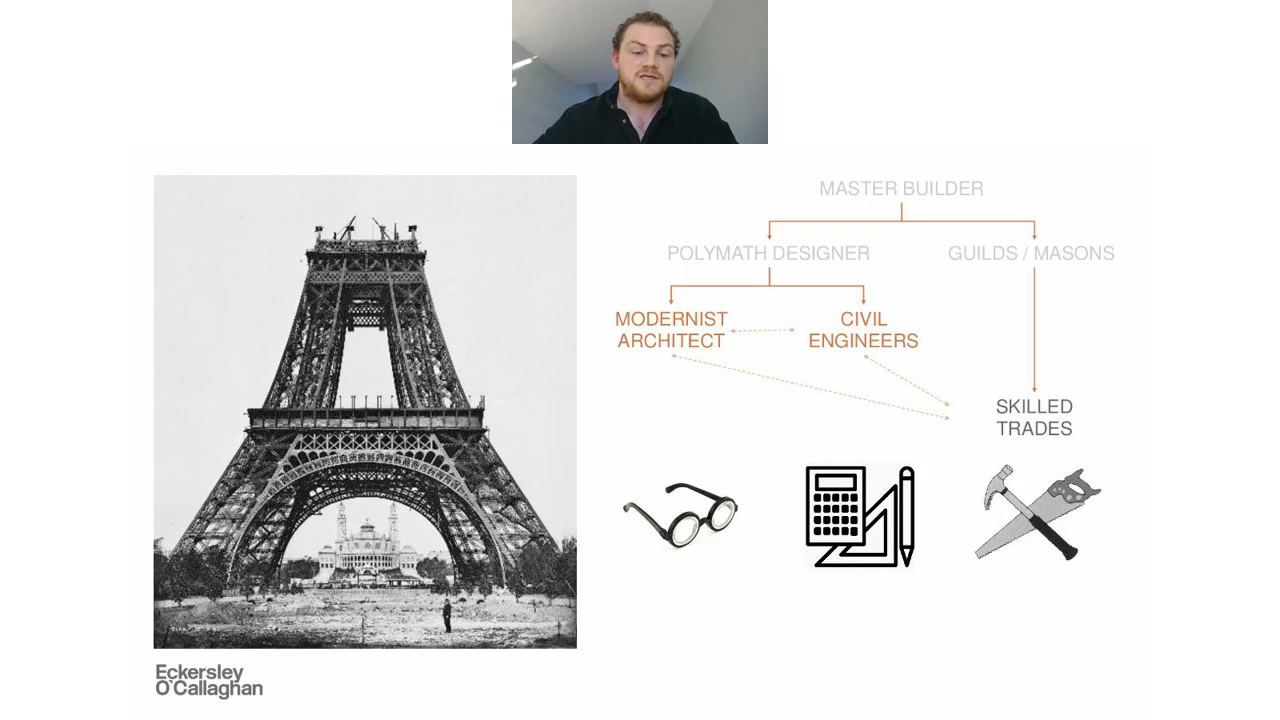 MASTER BUILDER
POLYMATH DESIGNER
GUILDS / MASONS
MODERNIST
ARCHITECT
CIVIL
ENGINEERS
SKILLED
TRADES
Eckersley
O'Callaghan